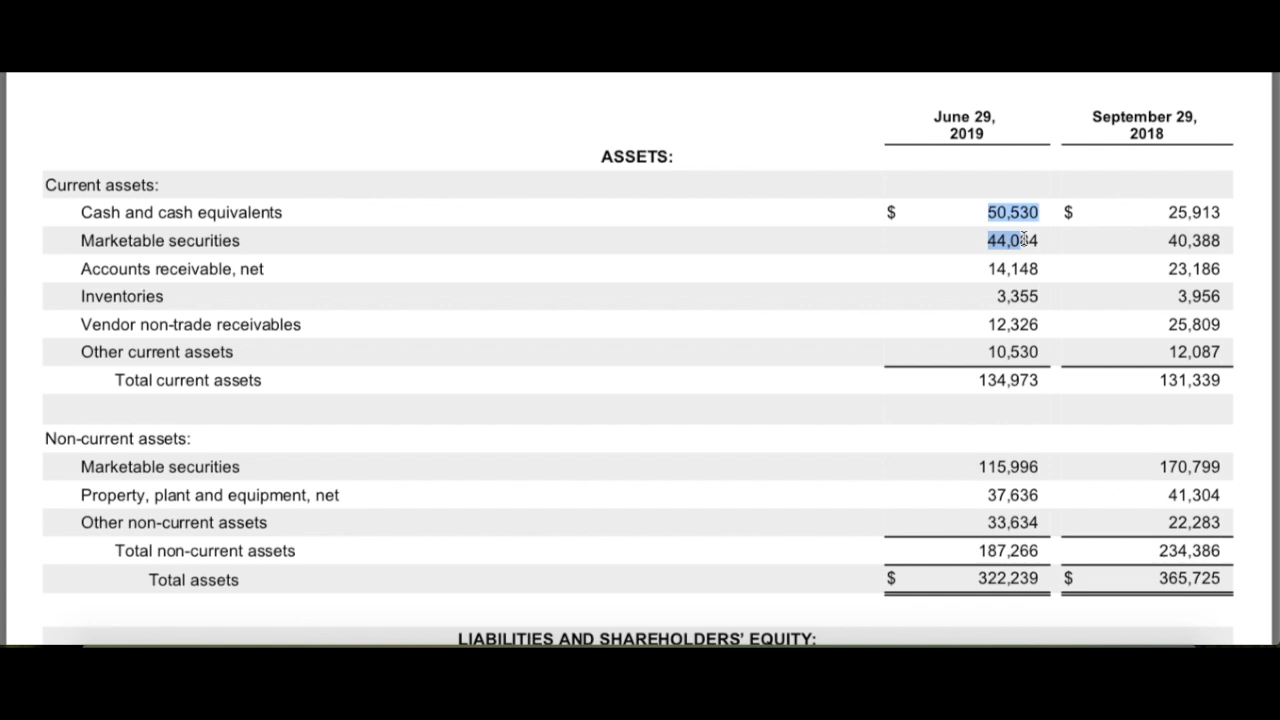 June 29, 2019
September 29, 2018
ASSETS:
Current assets:
Cash and cash equivalents $ 50,530 $ 25,913
Marketable securities 44,084 40,388
Accounts receivable, net 14,148 23,186
Inventories 3,355 3,956
Vendor non-trade receivables 12,326 25,809
Other current assets 10,530 12,087
Total current assets 134,973 131,339
Non-current assets:
Marketable securities 115,996 170,799
Property, plant and equipment, net 37,636 41,304
Other non-current assets 33,634 22,283
Total non-current assets 187,266 234,386
Total assets $ 322,239 $ 365,725
LIABILITIES AND SHAREHOLDERS' EQUITY: